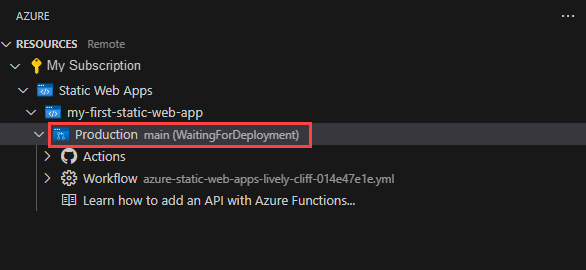 AZURE
RESOURCES Remote
My Subscription
Static Web Apps
my-first-static-web-app
Production main (WaitingForDeployment)
Actions
Workflow azure-static-web-apps-lively-cliff-014e47e1e.yml
Learn how to add an API with Azure Functions...